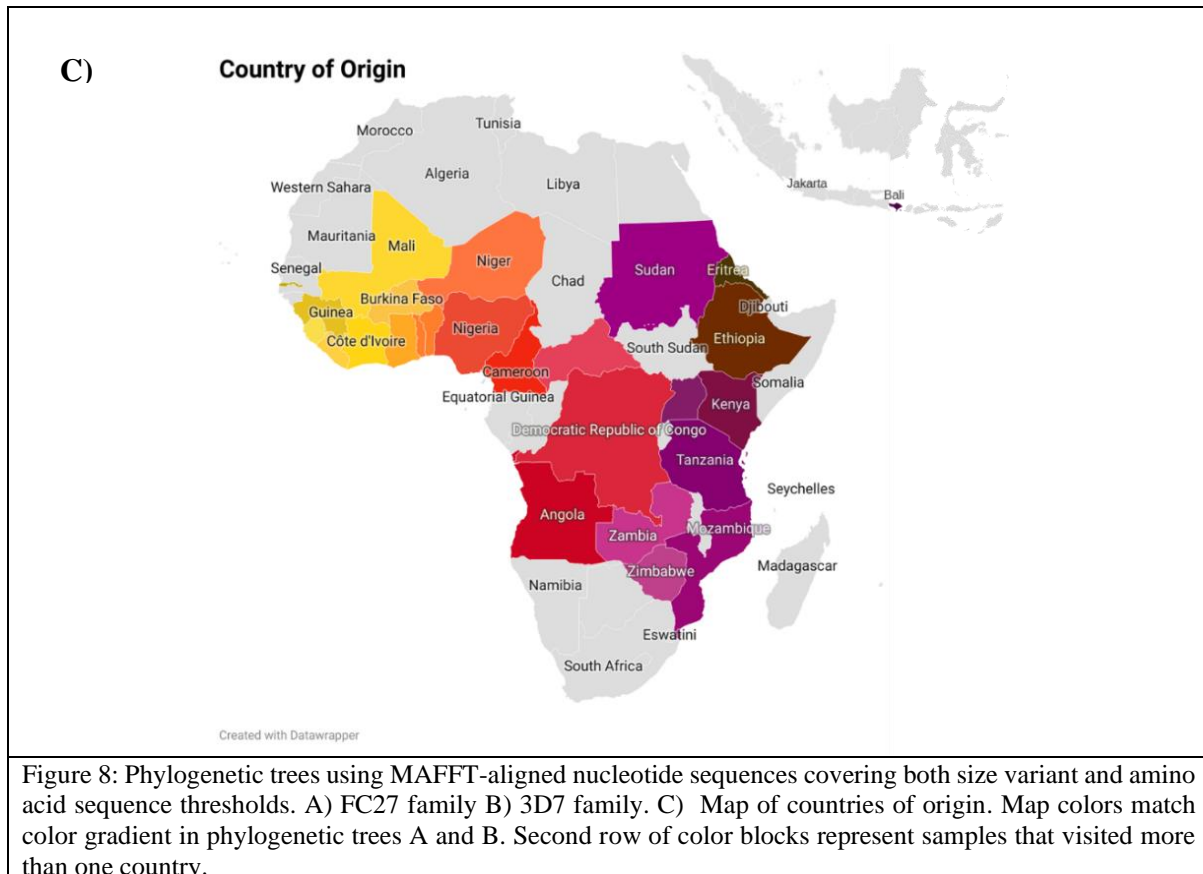 C)
Country of Origin
Tunisia
Morocco
Algeria
Libya
Western Sahara
Jakarta
Bali
Mauritania
Mali
Niger
Senegal
Chad
Sudan
Eritrea
Burkina Faso
Djibouti
Guinea
Nigeria
Ethiopia
Côte d'Ivoire
South Sudan
Cameroon
Somalia
Equatorial Guinea
Kenya
Democratic Republic of Congo
Tanzania
Seychelles
Angola
Mozambique
Zambia
Madagascar
Zimbabwe
Namibia
Eswatini
South Africa
Created with Datawrapper
Figure 8: Phylogenetic trees using MAFFT-aligned nucleotide sequences covering both size variant and amino
acid sequence thresholds. A) FC27 family B) 3D7 family. C) Map of countries of origin. Map colors match
color gradient in phylogenetic trees A and B. Second row of color blocks represent samples that visited more
than one country.